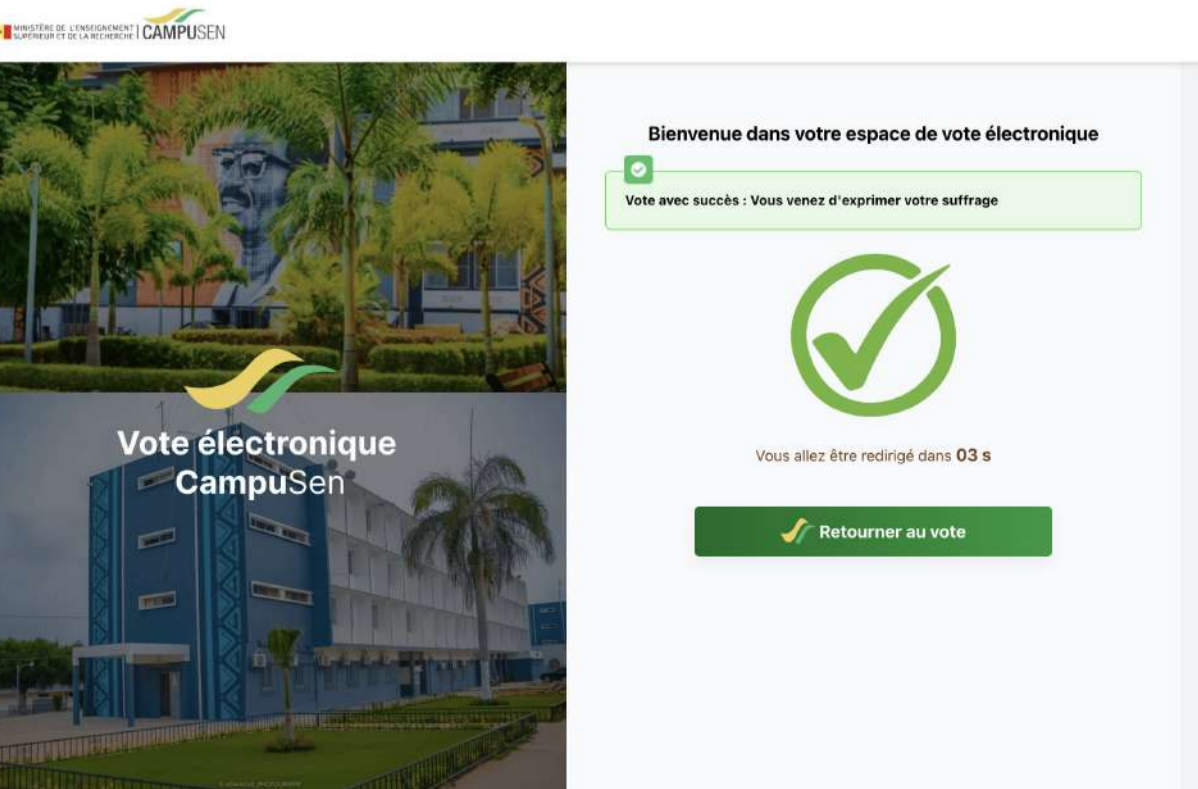 MINISTÈRE DE L'ENSEIGNEMENT
SUPÉRIEUR ET DE LA RECHERCHE
CAMPUSEN
Vote électronique
CampuSen
Bienvenue dans votre espace de vote électronique
Vote avec succès : Vous venez d'exprimer votre suffrage
Vous allez être redirigé dans 03 s
Retourner au vote